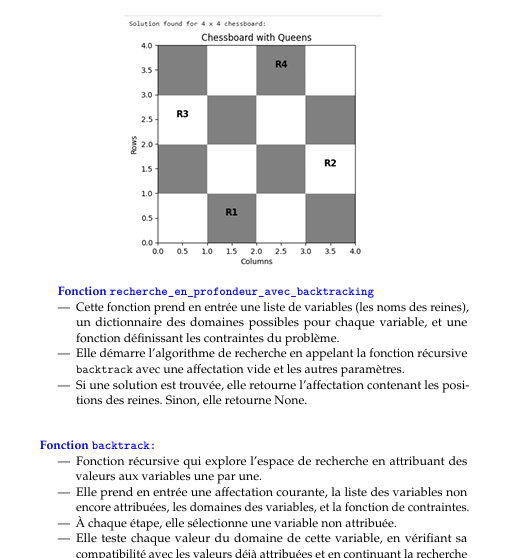 Solution found for 4 x 4 chessboard:
Chessboard with Queens
4.0
3.5
3.0
2.5
2.0
1.5
1.0
0.5
0.0
Rows
R4
R3
R2
R1
0.0 0.5 1.0 1.5 2.0 2.5 3.0 3.5 4.0
Columns
Fonction recherche_en_profondeur_avec_backtracking
— Cette fonction prend en entrée une liste de variables (les noms des reines),
un dictionnaire des domaines possibles pour chaque variable, et une
fonction définissant les contraintes du problème.
— Elle démarre l'algorithme de recherche en appelant la fonction récursive
backtrack avec une affectation vide et les autres paramètres.
— Si une solution est trouvée, elle retourne l'affectation contenant les posi-
tions des reines. Sinon, elle retourne None.
Fonction backtrack:
— Fonction récursive qui explore l'espace de recherche en attribuant des
valeurs aux variables une par une.
— Elle prend en entrée une affectation courante, la liste des variables non
encore attribuées, les domaines des variables, et la fonction de contraintes.
— À chaque étape, elle sélectionne une variable non attribuée.
— Elle teste chaque valeur du domaine de cette variable, en vérifiant sa
compatibilité avec les valeurs déjà attribuées et en continuant la recherche